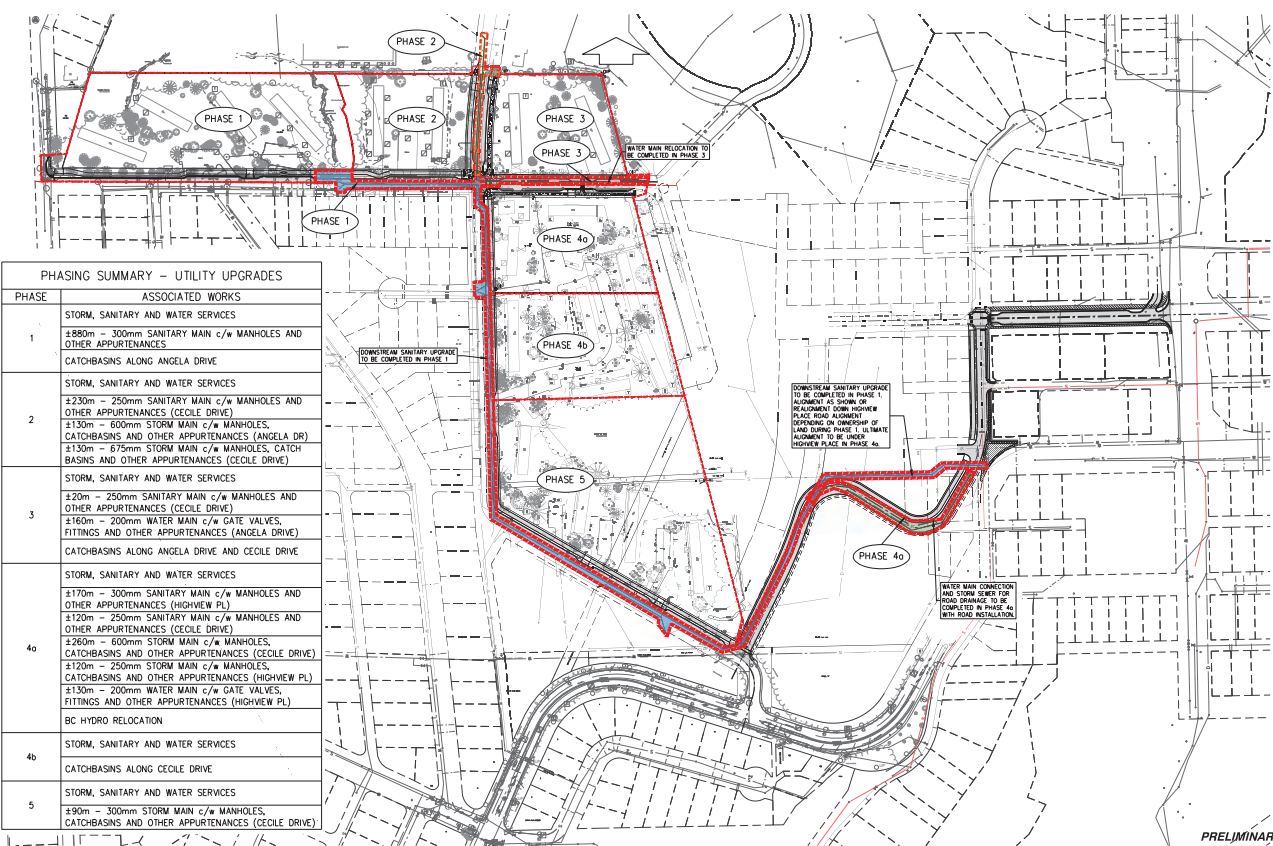 PHASE 2
PHASE 1
PHASE 2
PHASE 3
PHASE 3
WATER MAIN RELOCATION TO
BE COMPLETED IN PHASE 3
PHASE 1
PHASE 4a
PHASE 4b
DOWNSTREAM SANITARY UPGRADE
TO BE COMPLETED IN PHASE 1
PHASE 5
DOWNSTREAM SANITARY UPGRADE
TO BE COMPLETED IN PHASE 1.
ALIGNMENT AS SHOWN OR
REALIGNMENT DOWN HIGHVIEW
PLACE ROAD ALIGNMENT
DEPENDING ON OWNERSHIP OF
LAND DURING PHASE 1. ULTIMATE
ALIGNMENT TO BE UNDER
HIGHVIEW PLACE IN PHASE 4a.
PHASE 4a
WATER MAIN CONNECTION
AND STORM SEWER FOR
ROAD DRAINAGE TO BE
COMPLETED IN PHASE 4a
WITH ROAD INSTALLATION.
PHASING SUMMARY – UTILITY UPGRADES
PHASE ASSOCIATED WORKS
1
STORM, SANITARY AND WATER SERVICES
±880m – 300mm SANITARY MAIN c/w MANHOLES AND
OTHER APPURTENANCES
CATCHBASINS ALONG ANGELA DRIVE
2
STORM, SANITARY AND WATER SERVICES
±230m – 250mm SANITARY MAIN c/w MANHOLES AND
OTHER APPURTENANCES (CECILE DRIVE)
±130m – 600mm STORM MAIN c/w MANHOLES,
CATCHBASINS AND OTHER APPURTENANCES (ANGELA DR)
±130m – 675mm STORM MAIN c/w MANHOLES, CATCH
BASINS AND OTHER APPURTENANCES (CECILE DRIVE)
3
STORM, SANITARY AND WATER SERVICES
±20m – 250mm SANITARY MAIN c/w MANHOLES AND
OTHER APPURTENANCES (CECILE DRIVE)
±160m – 200mm WATER MAIN c/w GATE VALVES,
FITTINGS AND OTHER APPURTENANCES (ANGELA DRIVE)
CATCHBASINS ALONG ANGELA DRIVE AND CECILE DRIVE
4a
STORM, SANITARY AND WATER SERVICES
±170m – 300mm SANITARY MAIN c/w MANHOLES AND
OTHER APPURTENANCES (HIGHVIEW PL)
±120m – 250mm SANITARY MAIN c/w MANHOLES AND
OTHER APPURTENANCES (CECILE DRIVE)
±260m – 600mm STORM MAIN c/w MANHOLES,
CATCHBASINS AND OTHER APPURTENANCES (CECILE DRIVE)
±120m – 250mm STORM MAIN c/w MANHOLES,
CATCHBASINS AND OTHER APPURTENANCES (HIGHVIEW PL)
±130m – 200mm WATER MAIN c/w GATE VALVES,
FITTINGS AND OTHER APPURTENANCES (HIGHVIEW PL)
BC HYDRO RELOCATION
4b
STORM, SANITARY AND WATER SERVICES
CATCHBASINS ALONG CECILE DRIVE
5
STORM, SANITARY AND WATER SERVICES
±90m – 300mm STORM MAIN c/w MANHOLES,
CATCHBASINS AND OTHER APPURTENANCES (CECILE DRIVE)
PRELIMINAR